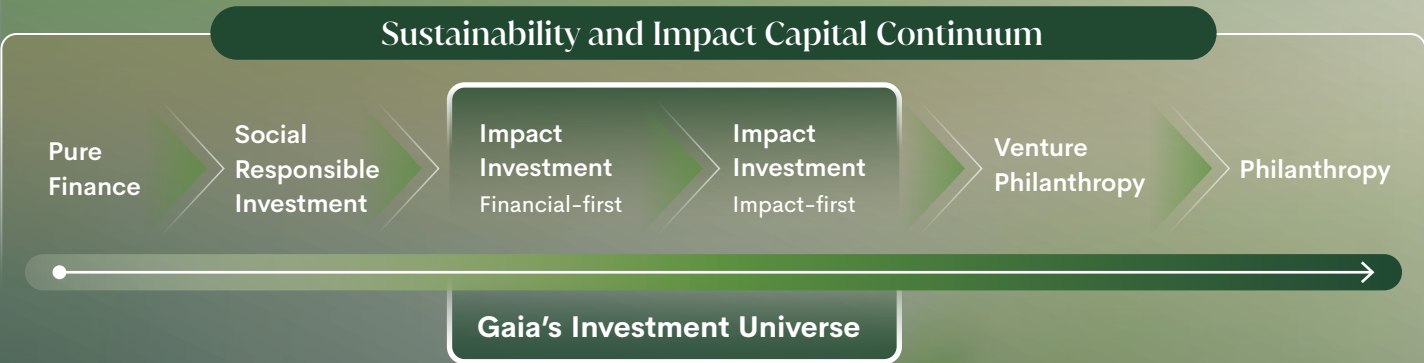 Sustainability and Impact Capital Continuum
Pure
Finance
Social
Responsible
Investment
Impact
Investment
Financial-first
Impact
Investment
Impact-first
Venture
Philanthropy
Philanthropy
Gaia’s Investment Universe